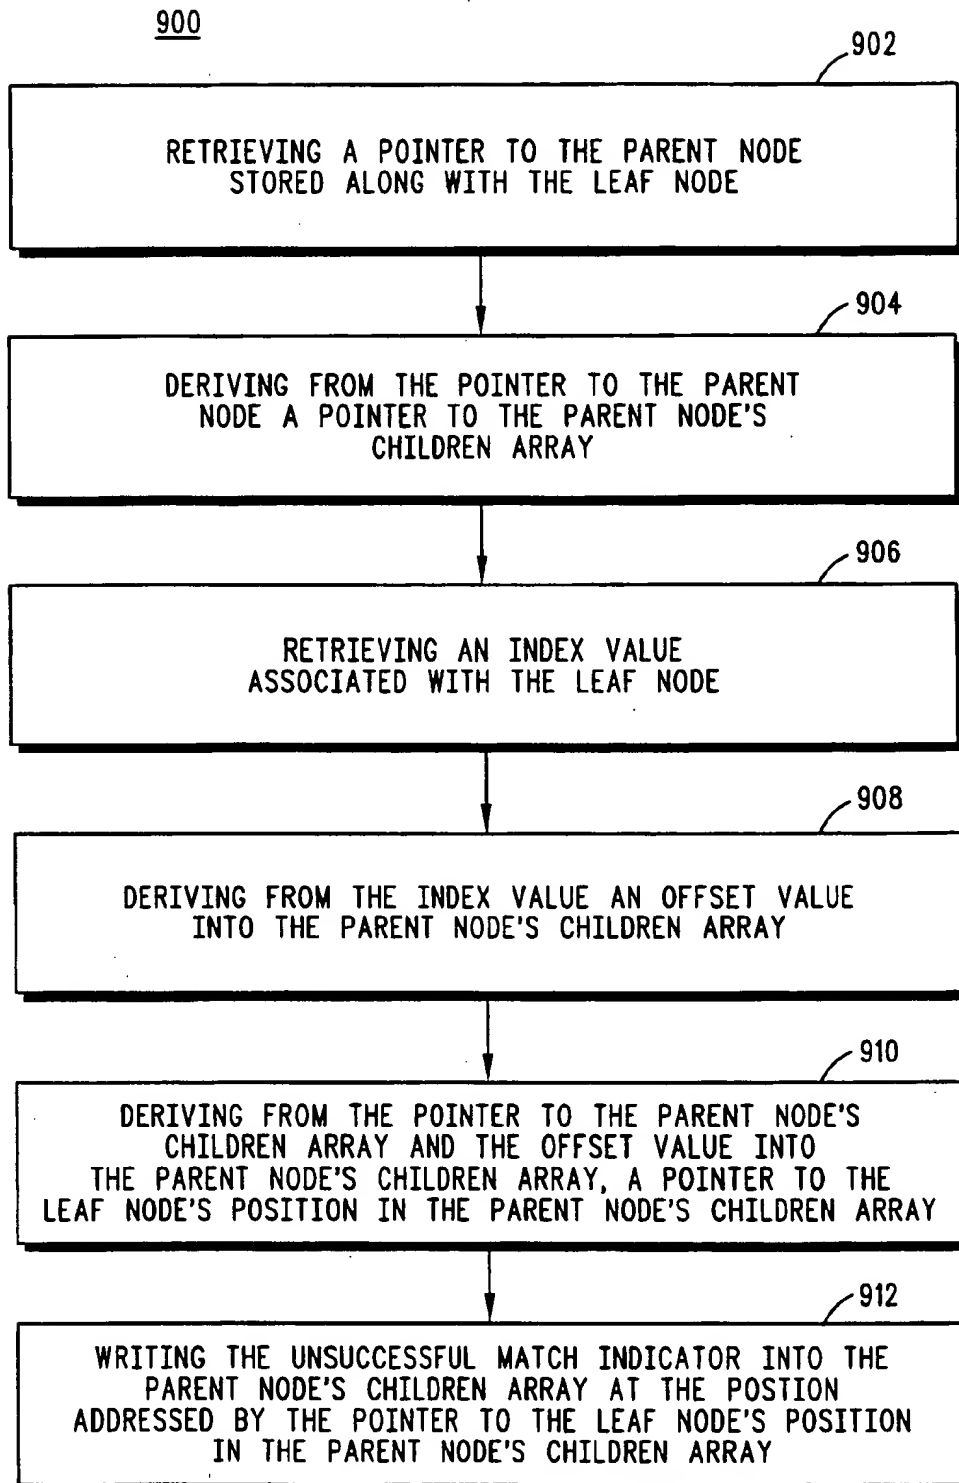 900
902
RETRIEVING A POINTER TO THE PARENT NODE
STORED ALONG WITH THE LEAF NODE
904
DERIVING FROM THE POINTER TO THE PARENT
NODE A POINTER TO THE PARENT NODE'S
CHILDREN ARRAY
906
RETRIEVING AN INDEX VALUE
ASSOCIATED WITH THE LEAF NODE
908
DERIVING FROM THE INDEX VALUE AN OFFSET VALUE
INTO THE PARENT NODE'S CHILDREN ARRAY
910
DERIVING FROM THE POINTER TO THE PARENT NODE'S
CHILDREN ARRAY AND THE OFFSET VALUE INTO
THE PARENT NODE'S CHILDREN ARRAY, A POINTER TO THE
LEAF NODE'S POSITION IN THE PARENT NODE'S CHILDREN ARRAY
912
WRITING THE UNSUCCESSFUL MATCH INDICATOR INTO THE
PARENT NODE'S CHILDREN ARRAY AT THE POSTION
ADDRESSED BY THE POINTER TO THE LEAF NODE'S POSITION
IN THE PARENT NODE'S CHILDREN ARRAY